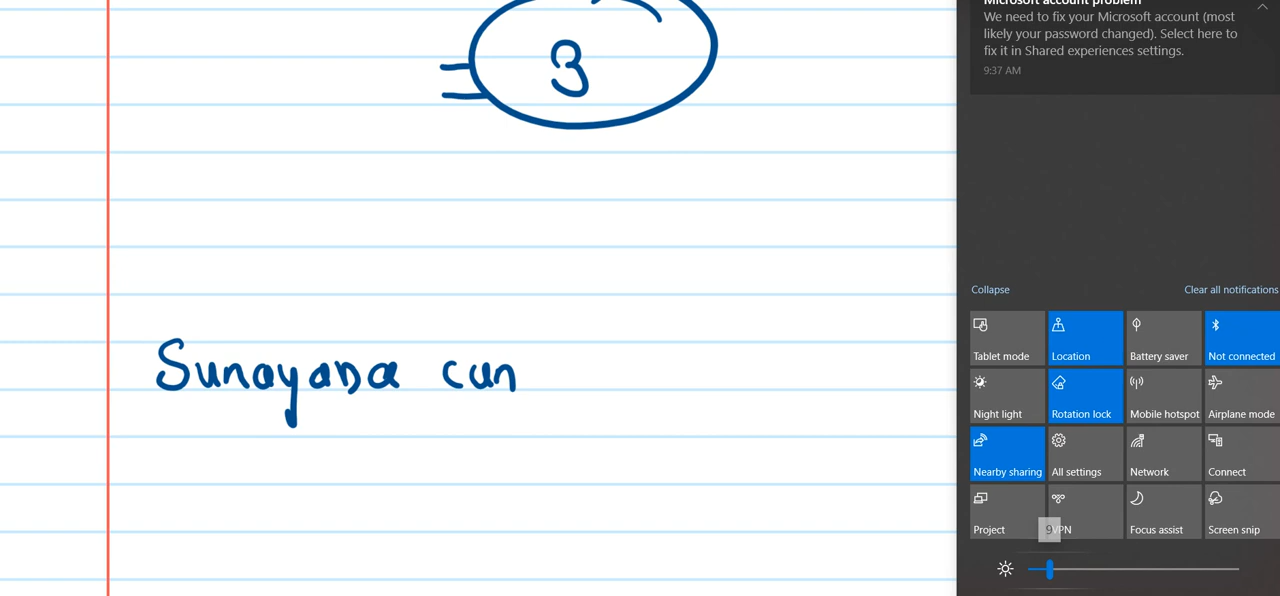 3
Sunayana can
Microsoft account problem
We need to fix your Microsoft account (most
likely your password changed). Select here to
fix it in Shared experiences settings.
9:37 AM
Collapse Clear all notifications
Tablet mode Location Battery saver Not connected
Night light Rotation lock Mobile hotspot Airplane mode
Nearby sharing All settings Network Connect
Project VPN Focus assist Screen snip
9